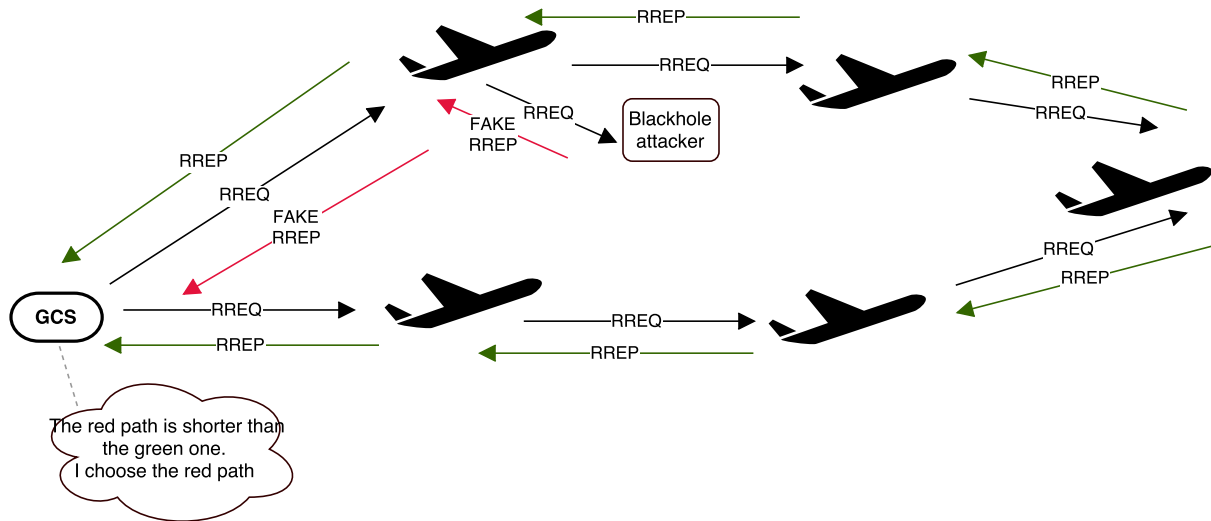 RREP
RREQ
RREP
RREQ
RREQ
FAKE
RREP
Blackhole
attacker
RREP
RREQ
FAKE
RREP
RREQ
RREP
GCS
RREQ
RREP
RREQ
RREP
The red path is shorter than
the green one.
I choose the red path